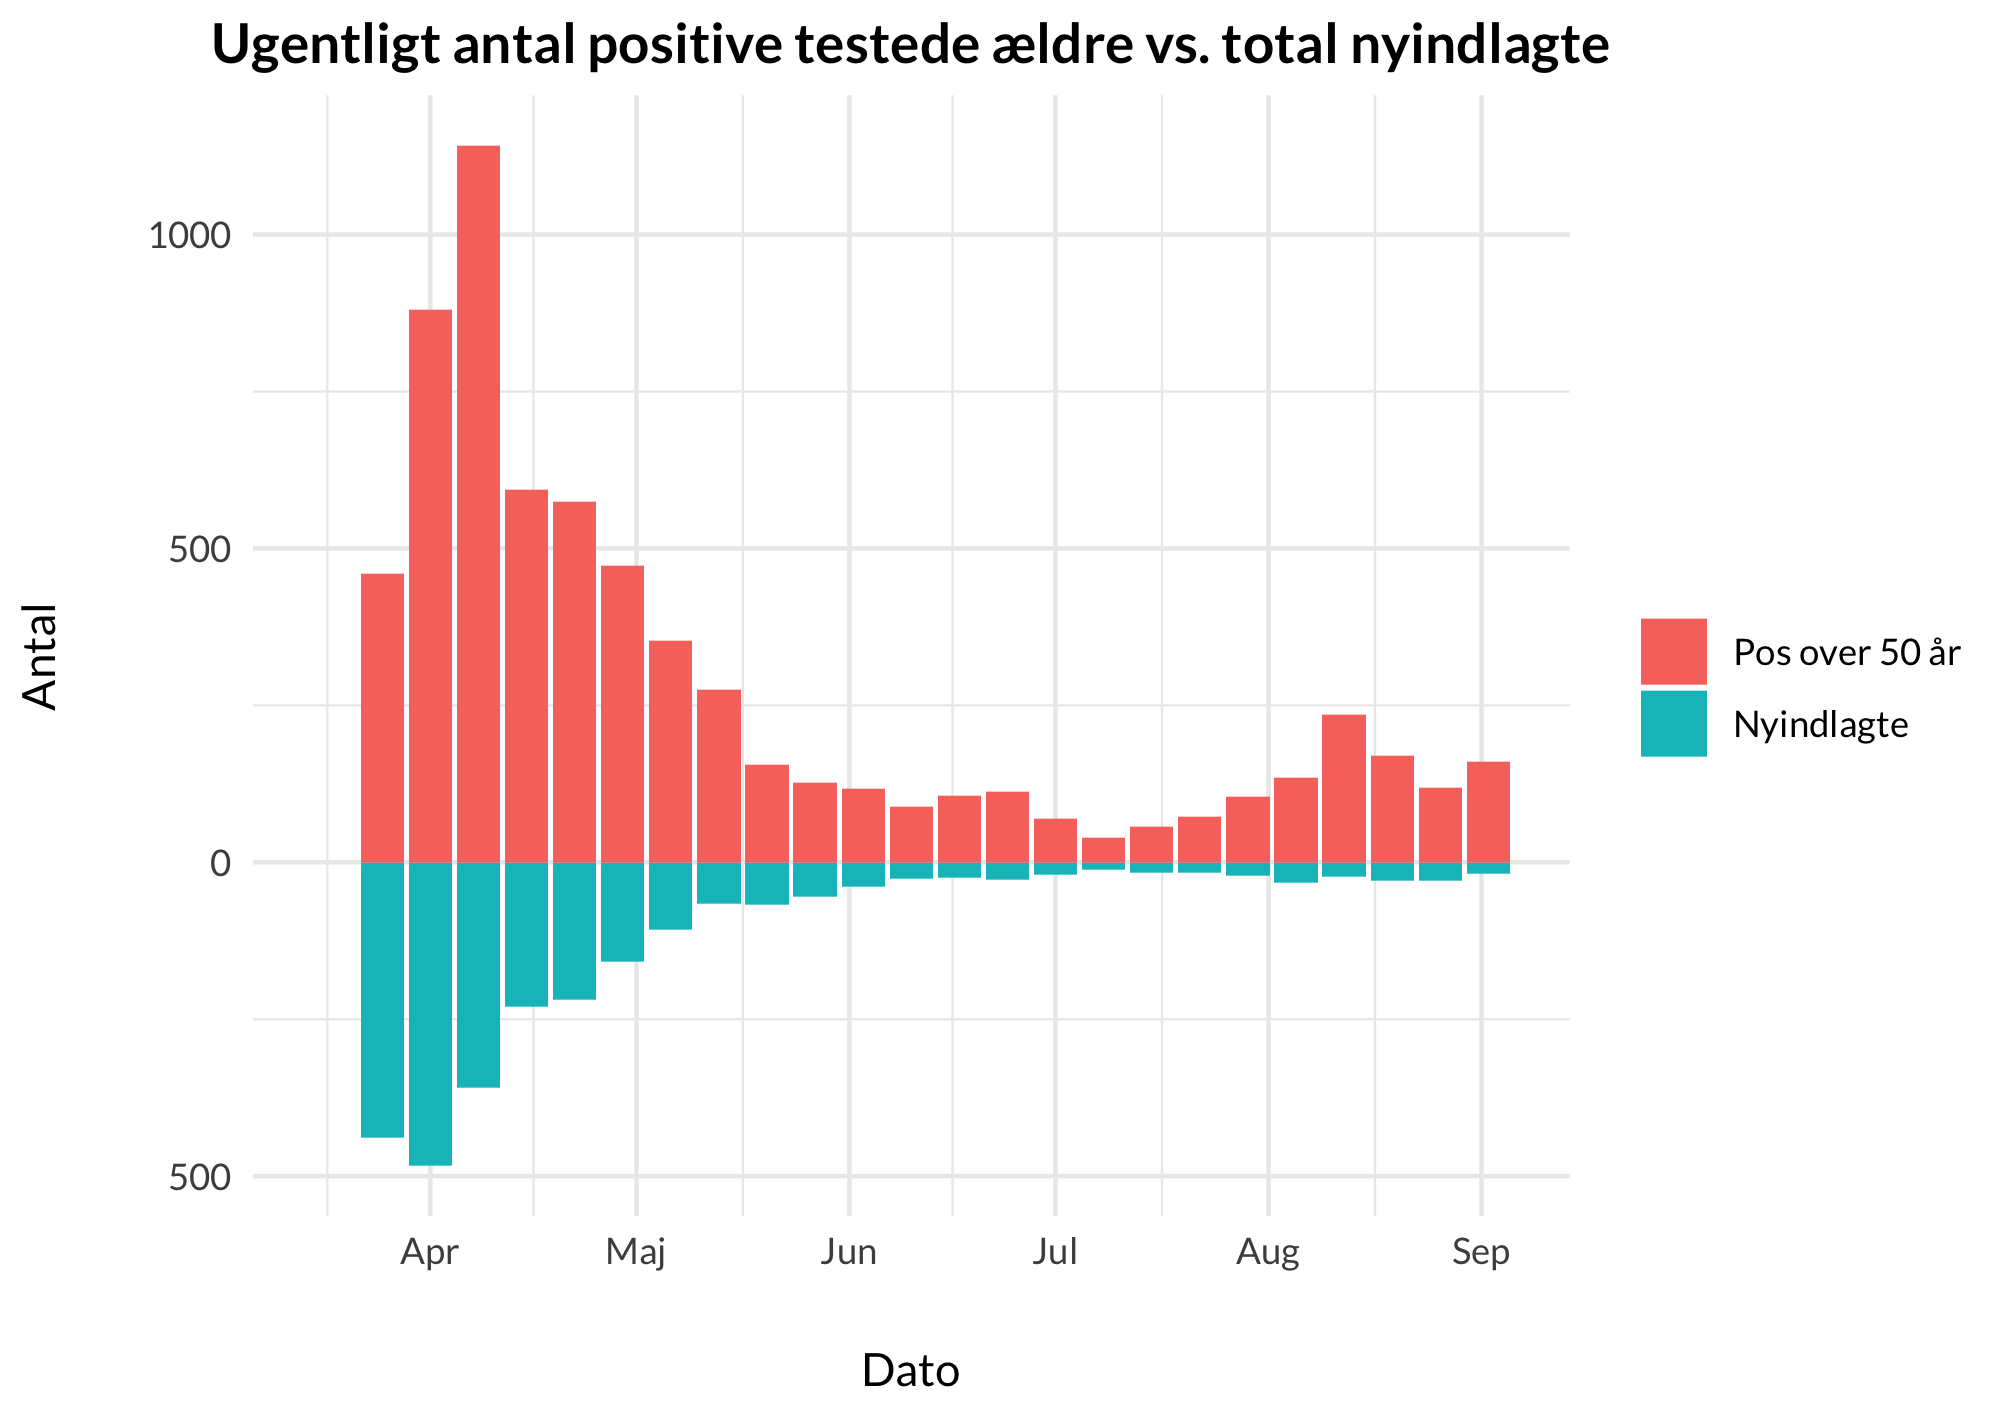 Ugentligt antal positive testede ældre vs. total nyindlagte
Antal
1000
500
0
500
Apr Maj Jun Jul Aug Sep
Dato
Pos over 50 år
Nyindlagte